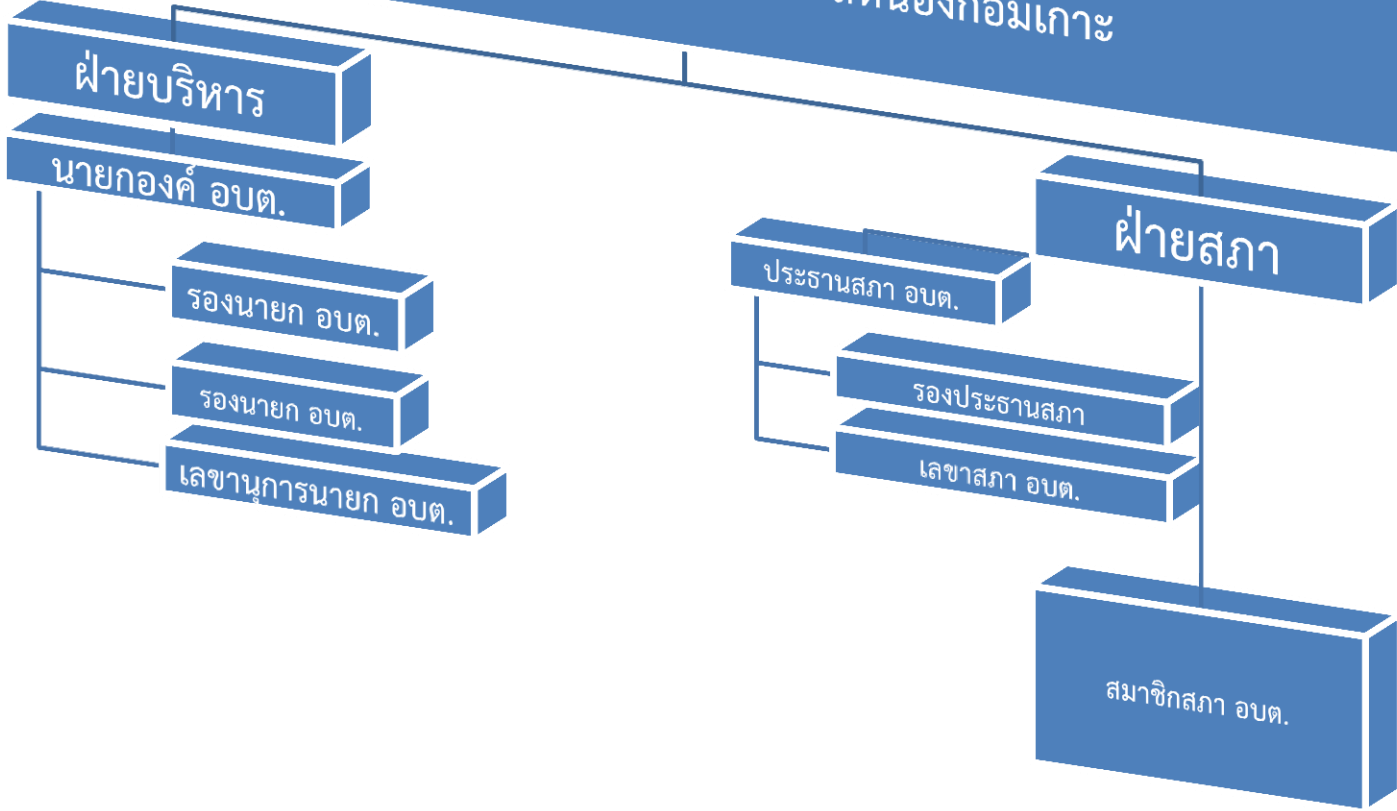 ฝ่ายบริหาร
นายกองค์ อบต.
รองนายก อบต.
รองนายก อบต.
เลขานุการนายก อบต.
ฝ่ายสภา
ประธานสภา อบต.
รองประธานสภา
เลขาสภา อบต.
สมาชิกสภา อบต.